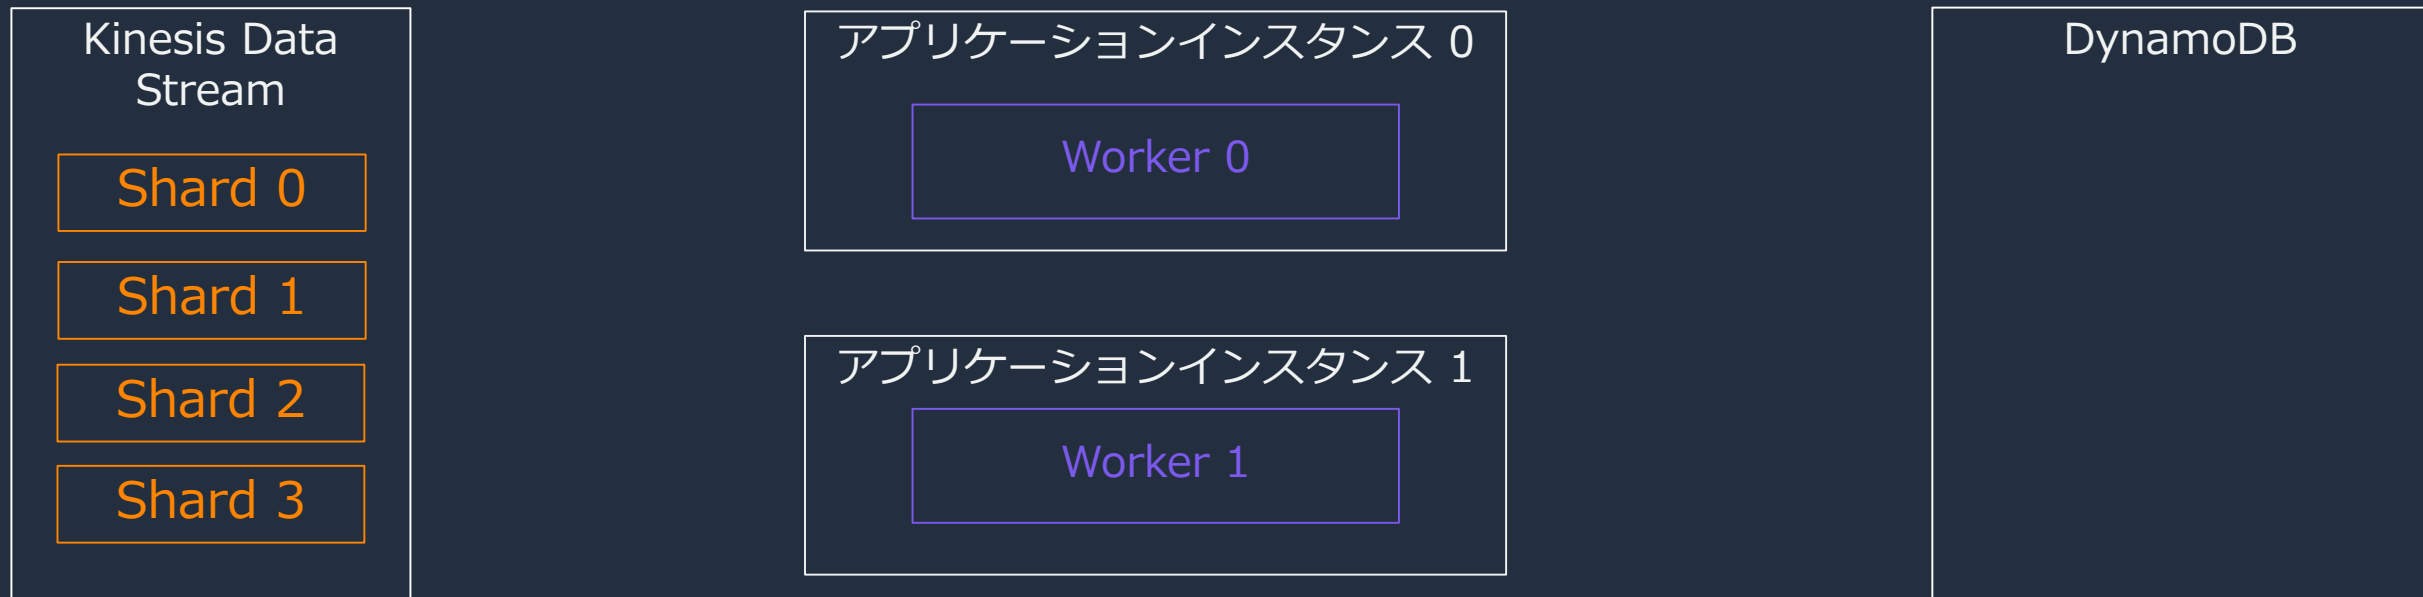 Kinesis Data
Stream
Shard 0
Shard 1
Shard 2
Shard 3
アプリケーションインスタンス 0
Worker 0
アプリケーションインスタンス 1
Worker 1
DynamoDB